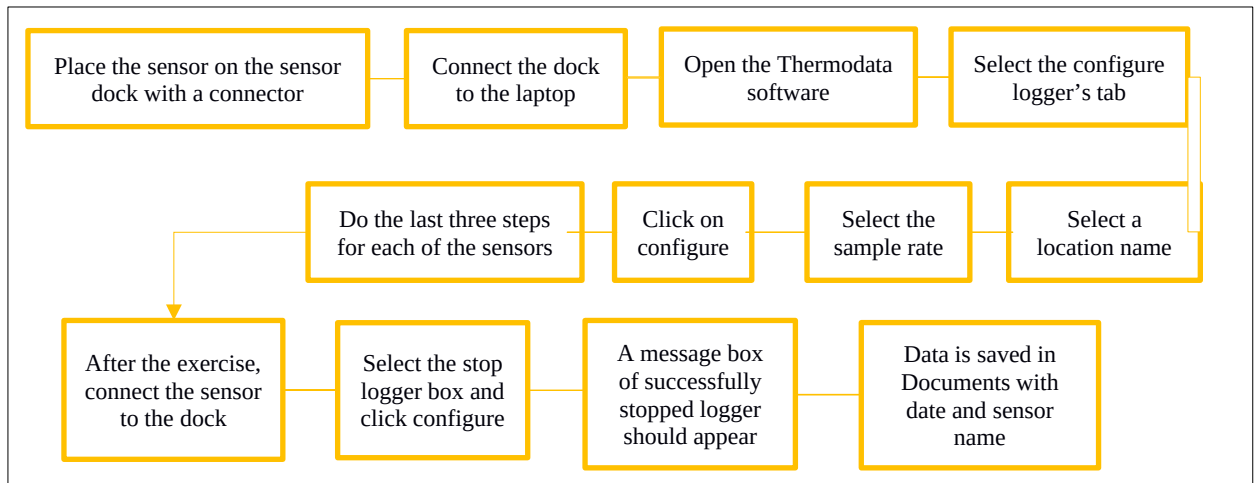 Place the sensor on the sensor
dock with a connector
Connect the dock
to the laptop
Open the Thermodata
software
Select the configure
logger’s tab
Select a
location name
Select the
sample rate
Click on
configure
Do the last three steps
for each of the sensors
After the exercise,
connect the sensor
to the dock
Select the stop
logger box and
click configure
A message box
of successfully
stopped logger
should appear
Data is saved in
Documents with
date and sensor
name